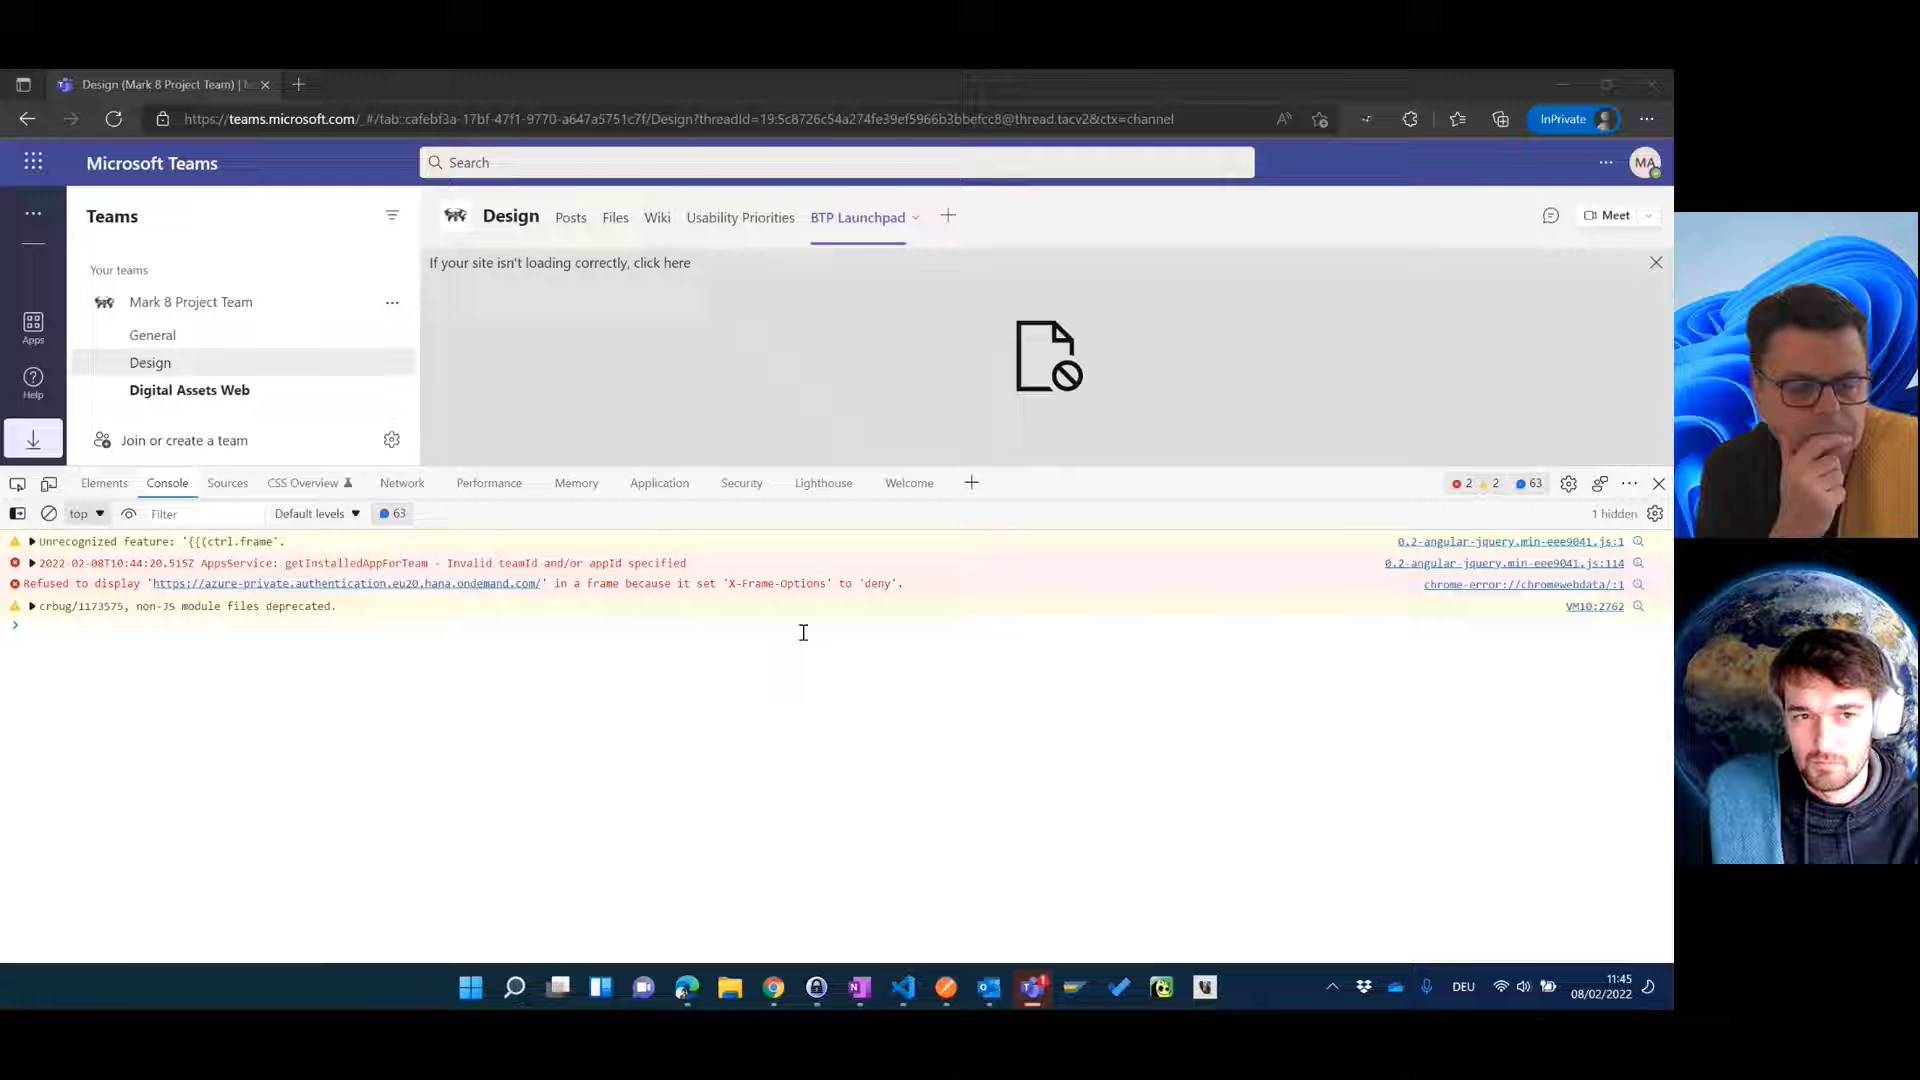 Design (Mark 8 Project Team) |
https://teams.microsoft.com/_#/tab::cafebf3a-17bf-47f1-9770-a647a5751c7f/Design?threadId=19:5c8726c54a274fe39ef5966b3bbefcc8@thread.tacv2&ctx=channel
InPrivate
Microsoft Teams
Search
MA
Teams
Design Posts Files Wiki Usability Priorities BTP Launchpad
Meet
If your site isn't loading correctly, click here
Your teams
Mark 8 Project Team
General
Design
Digital Assets Web
Join or create a team
Apps
Help
Elements Console Sources CSS Overview Network Performance Memory Application Security Lighthouse Welcome
2 2 63
top Filter Default levels 63
1 hidden
Unrecognized feature: '{{(ctrl.frame'. 0.2-angular-jquery.min-eee9041.js:1
2022-02-08T10:44:20.515Z AppsService: getInstalledAppForTeam - Invalid teamId and/or appId specified 0.2-angular-jquery.min-eee9041.js:114
Refused to display 'https://azure-private.authentication.eu20.hana.ondemand.com/' in a frame because it set 'X-Frame-Options' to 'deny'. chrome-error://chromewebdata/:1
crbug/1173575, non-JS module files deprecated. VM10:2762
1
DEU
11:45
08/02/2022